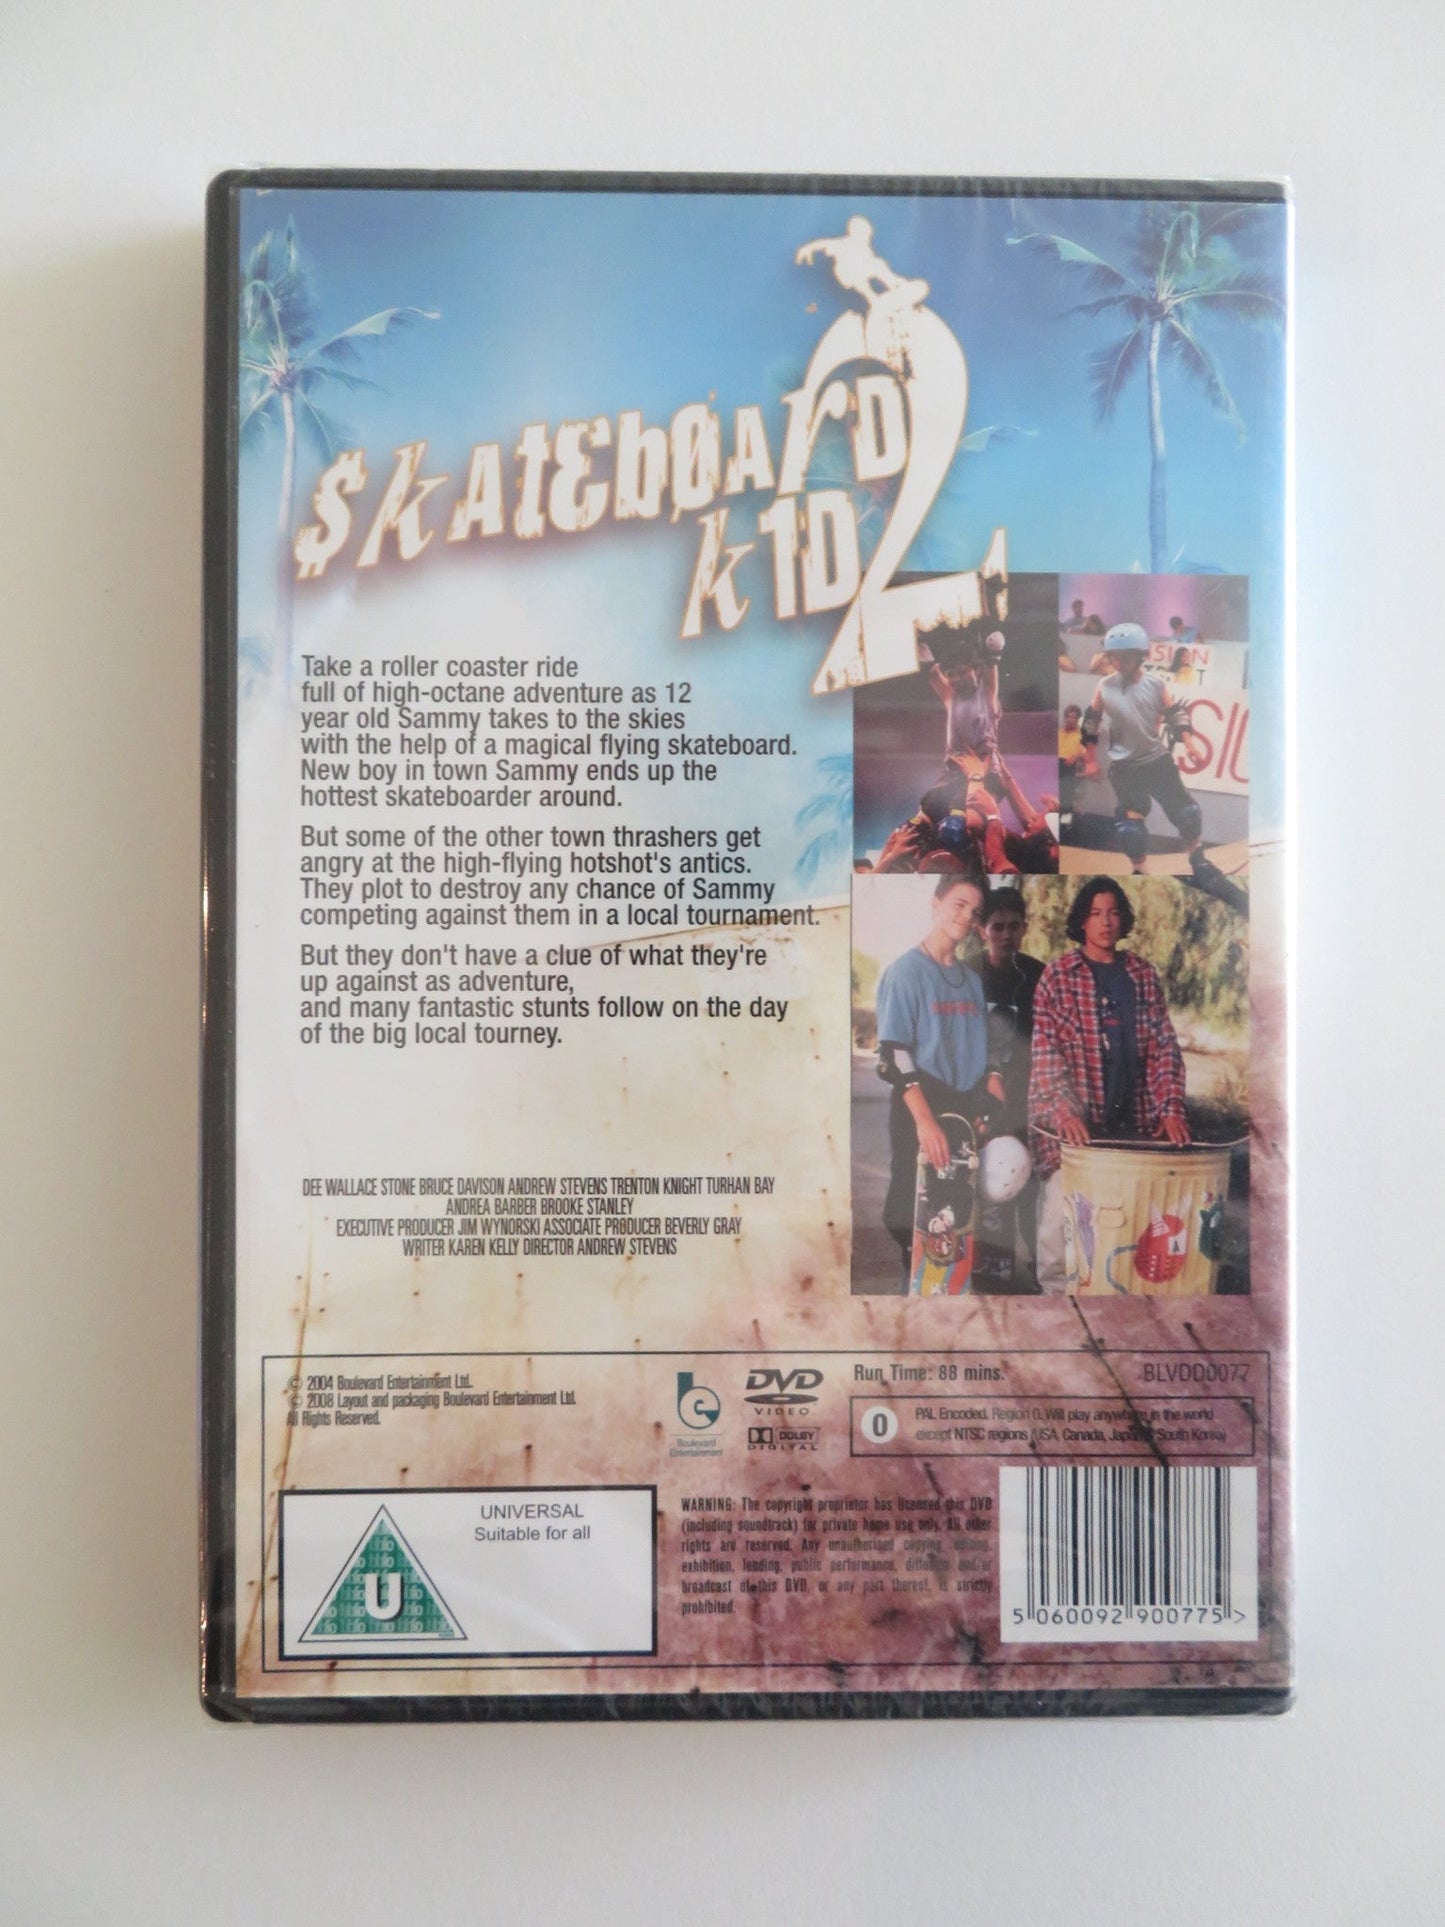 $kAtEbØArD
k1D 2
Take a roller coaster ride
full of high-octane adventure as 12
year old Sammy takes to the skies
with the help of a magical flying skateboard.
New boy in town Sammy ends up the
hottest skateboarder around.
But some of the other town thrashers get
angry at the high-flying hotshot's antics.
They plot to destroy any chance of Sammy
competing against them in a local tournament.
But they don't have a clue of what they're
up against as adventure,
and many fantastic stunts follow on the day
of the big local tourney.
DEE WALLACE STONE BRUCE DAVISON ANDREW STEVENS TRENTON KNIGHT TURHAN BAY
ANDREA BARBER BROOKE STANLEY
EXECUTIVE PRODUCER JIM WYNORSKI ASSOCIATE PRODUCER BEVERLY GRAY
WRITER KAREN KELLY DIRECTOR ANDREW STEVENS
© 2004 Boulevard Entertainment Ltd.
© 2008 Layout and packaging Boulevard Entertainment Ltd.
All Rights Reserved.
be
Boulevard
Entertainment
DVD
VIDEO
DOLBY
DIGITAL
Run Time: 88 mins.
BLVDD0077
0
PAL Encoded. Region 0. Will play anywhere in the world
except NTSC regions (USA, Canada, Japan & South Korea)
U
UNIVERSAL
Suitable for all
WARNING: The copyright proprietor has licensed this DVD
(including soundtrack) for private home use only. All other
rights are reserved. Any unauthorised copying, editing,
exhibition, lending, public performance, diffusion and/or
broadcast of this DVD, or any part thereof, is strictly
prohibited.
5 060092 900775 >